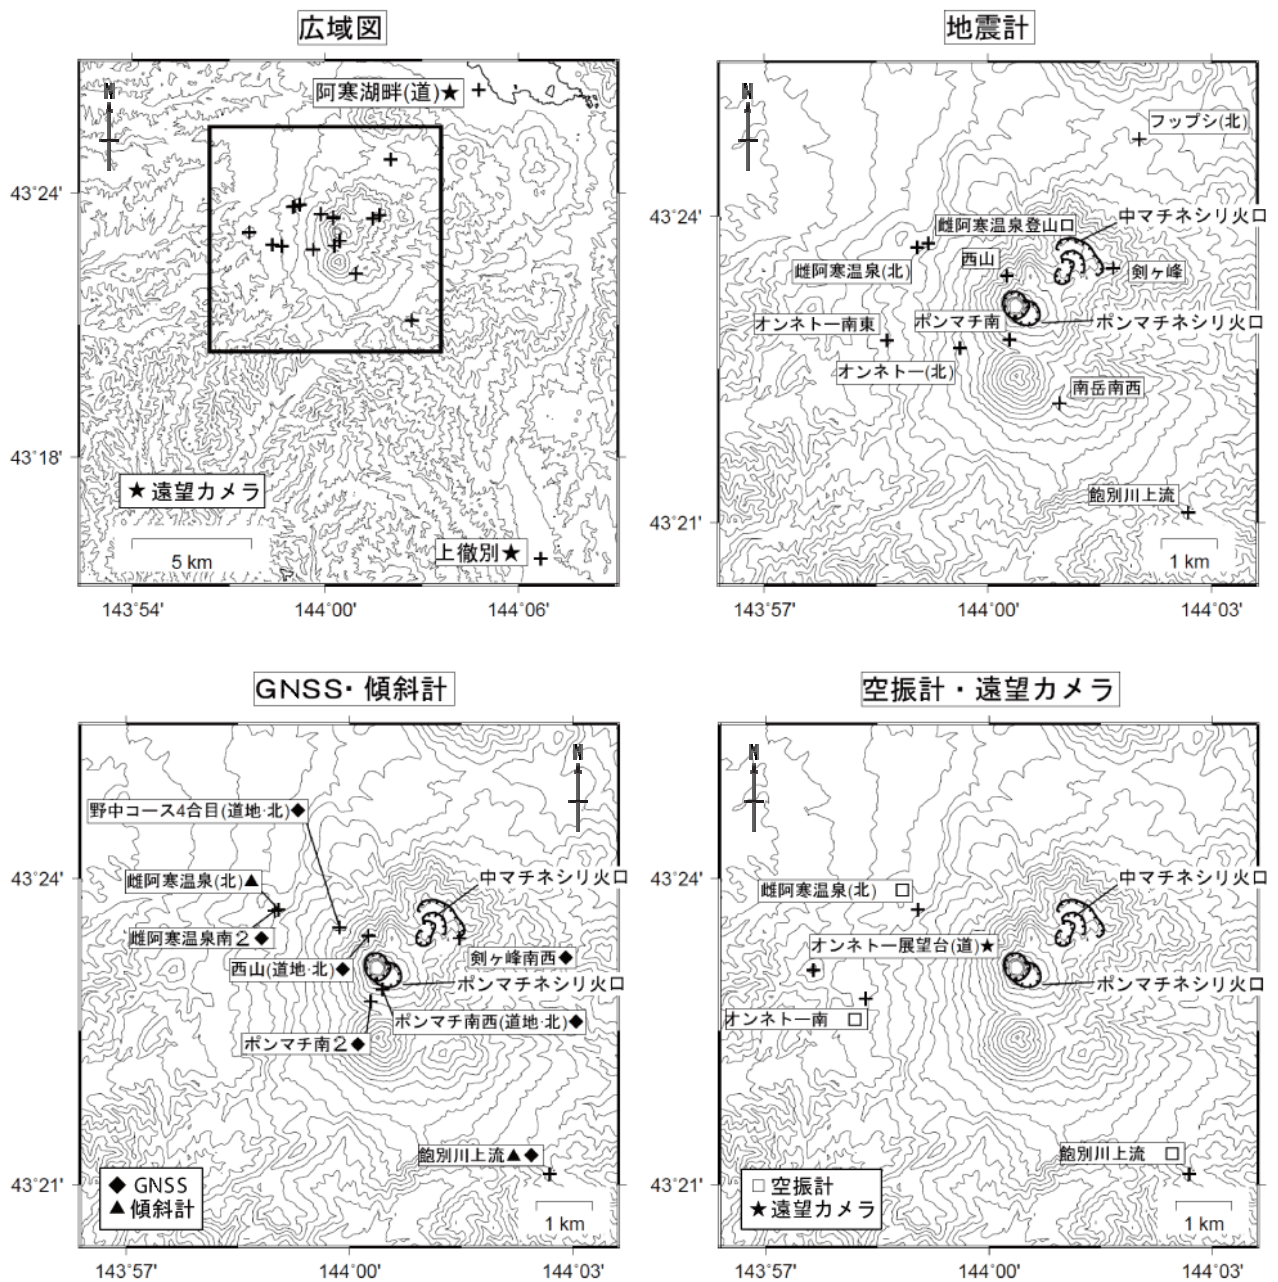 広域図
N
阿寒湖畔(道)★
43°24'
43°18'
★遠望カメラ
5 km
上徹別★
143°54'
144°00'
144°06'
地震計
N
フップシ(北)
43°24'
雌阿寒温泉登山口
中マチネシリ火口
西山
雌阿寒温泉(北)
剣ヶ峰
オンネトー南東
ポンマチ南
ポンマチネシリ火口
オンネトー(北)
南岳南西
飽別川上流
43°21'
1 km
143°57'
144°00'
144°03'
GNSS・傾斜計
N
野中コース4合目(道地·北)◆
43°24'
雌阿寒温泉(北)▲
中マチネシリ火口
雌阿寒温泉南2◆
西山(道地·北)◆
剣ヶ峰南西◆
ポンマチネシリ火口
ポンマチ南西(道地·北)◆
ポンマチ南2◆
飽別川上流▲◆
43°21'
◆ GNSS
▲傾斜計
1 km
143°57'
144°00'
144°03'
空振計・遠望カメラ
N
43°24'
雌阿寒温泉(北) □
中マチネシリ火口
オンネトー展望台(道)★
ポンマチネシリ火口
オンネトー南 □
飽別川上流 □
43°21'
□ 空振計
★遠望カメラ
1 km
143°57'
144°00'
144°03'